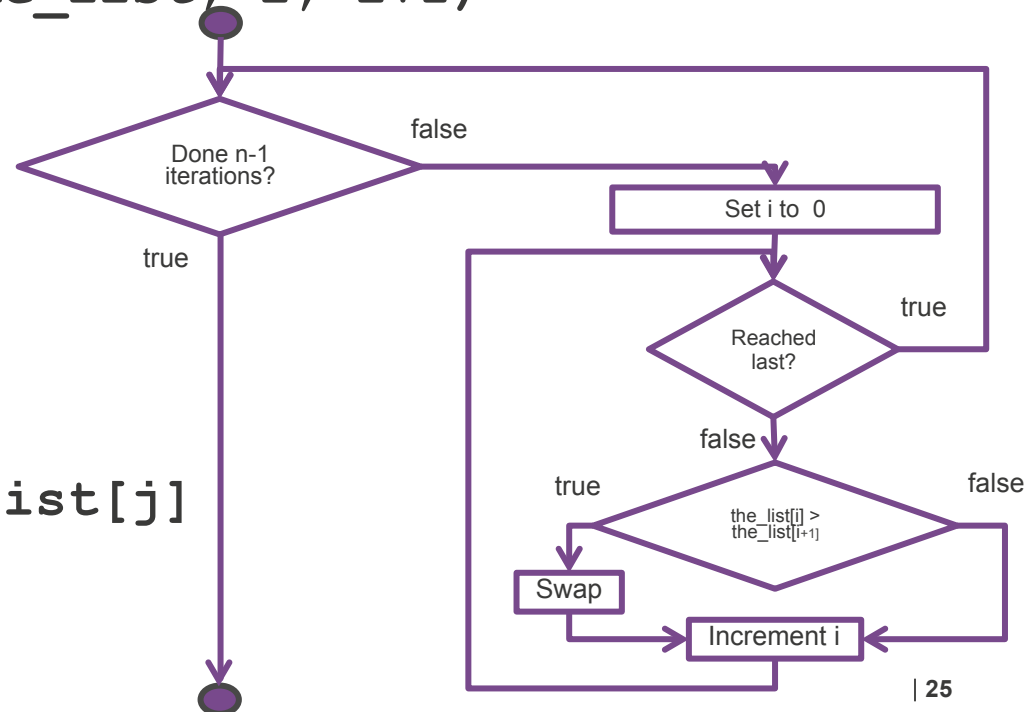 false
Done n-1
iterations?
Set i to 0
true
true
Reached
last?
false
ist[j]
true
false
the_list[i] >
the_list[i+1]
Swap
Increment i
| 25